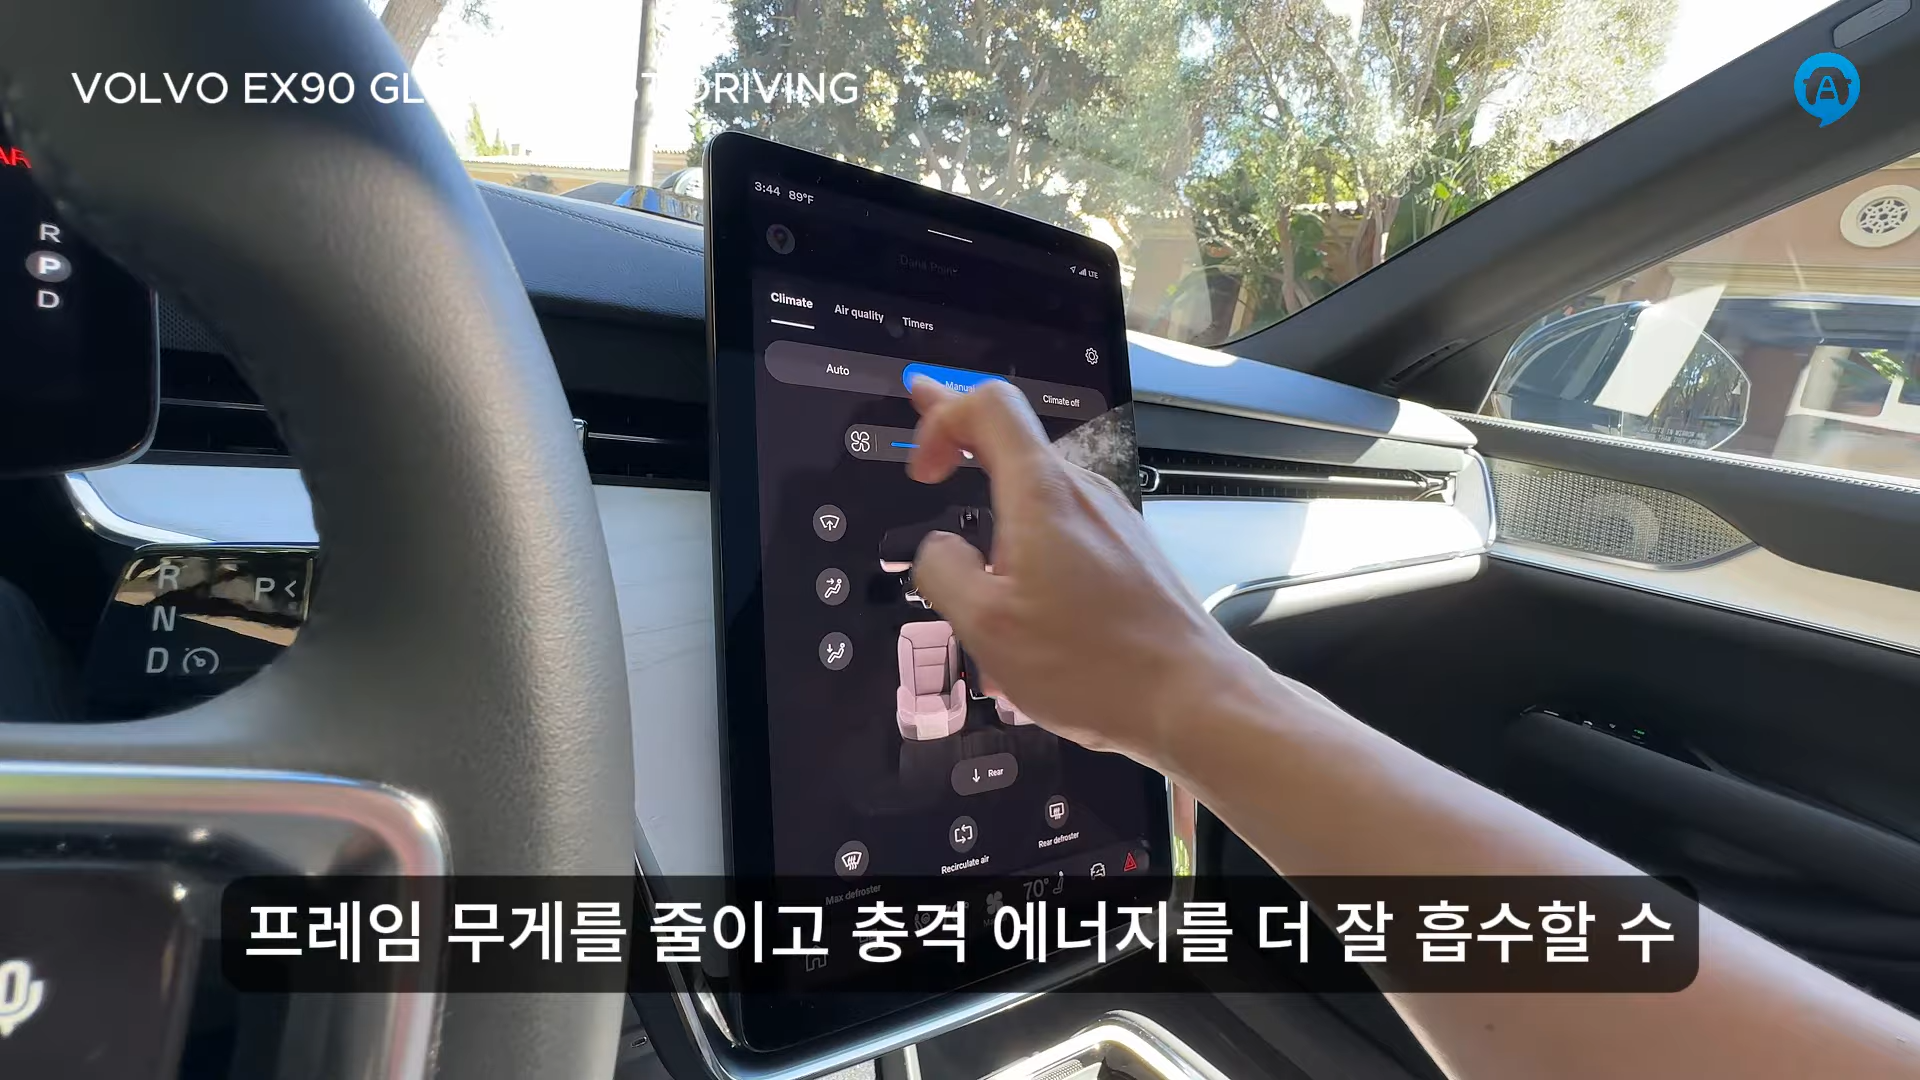 VOLVO EX90 GL
DRIVING
R
P
D
3:44 89°F
LTE
Climate
Air quality
Timers
Auto
Manual
Climate off
R
P <
N
D
Rear
Rear defroster
Recirculate air
Max defroster
70°
프레임 무게를 줄이고 충격 에너지를 더 잘 흡수할 수